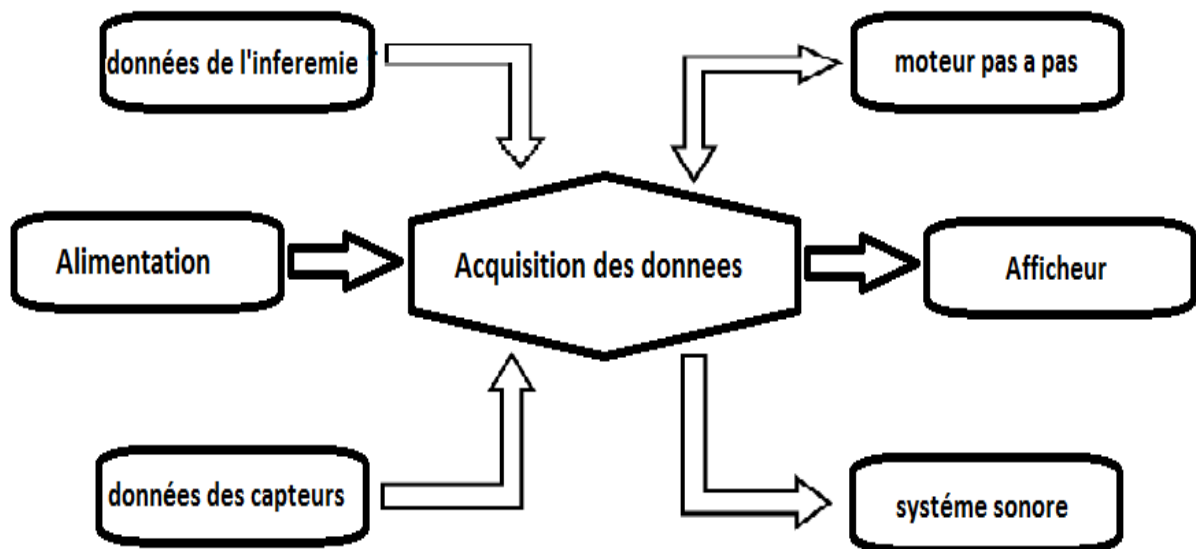 données de l'inferemie
moteur pas a pas
Alimentation
Acquisition des donnees
Afficheur
données des capteurs
systéme sonore